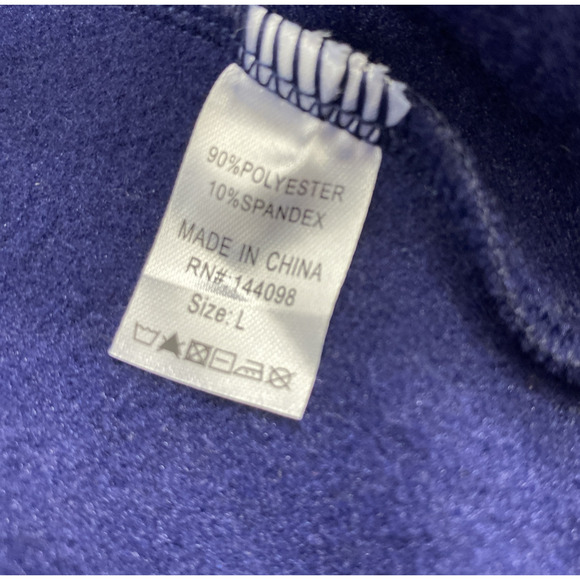 90%POLYESTER
10%SPANDEX
MADE IN CHINA
RN#:144098
Size: L